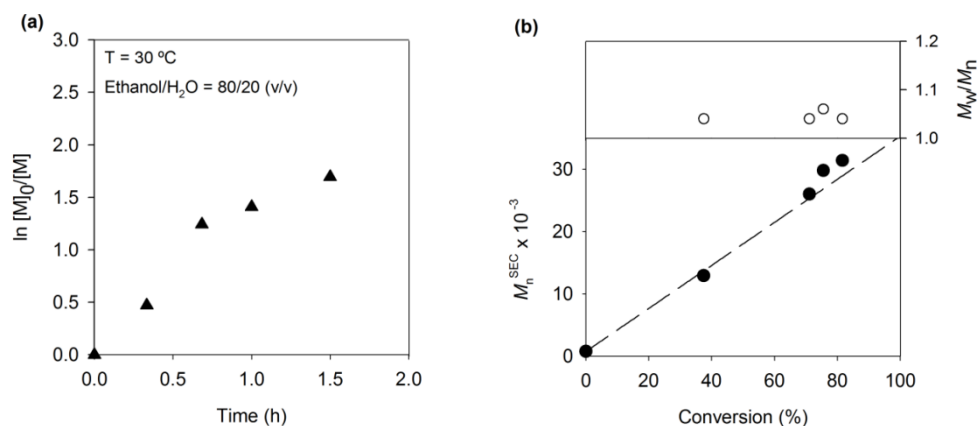 (a)
3.0
2.5
2.0
1.5
1.0
0.5
0.0
ln [M]0/[M]
T = 30 ºC
Ethanol/H2O = 80/20 (v/v)
0.0 0.5 1.0 1.5 2.0
Time (h)
(b)
1.2
1.1
1.0
Mw/Mn
30
20
10
0
MnSEC x 10-3
0 20 40 60 80 100
Conversion (%)